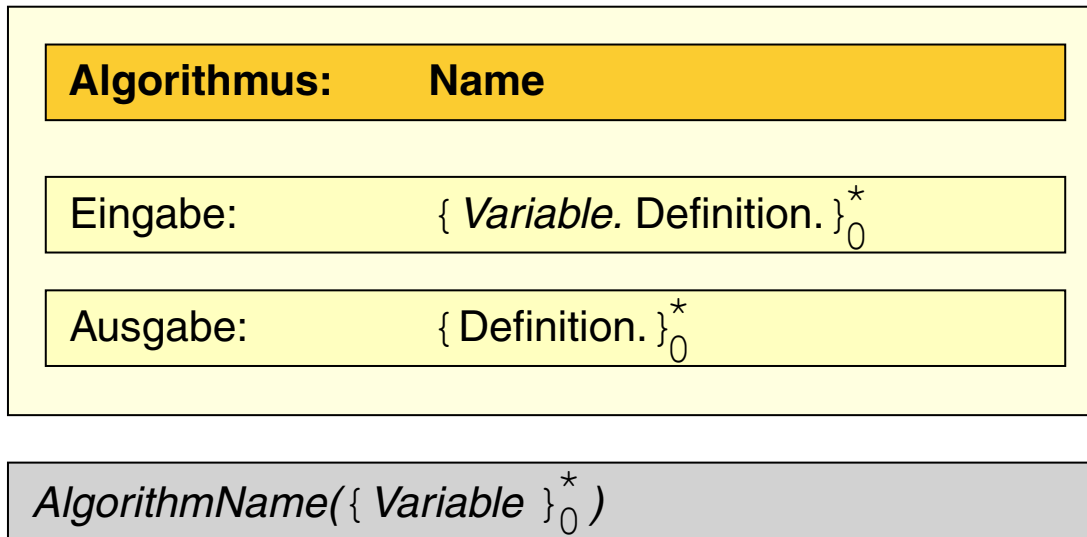 Algorithmus: Name
Eingabe: { Variable. Definition. }*0
Ausgabe: { Definition. }*0
AlgorithmName({ Variable }*0 )